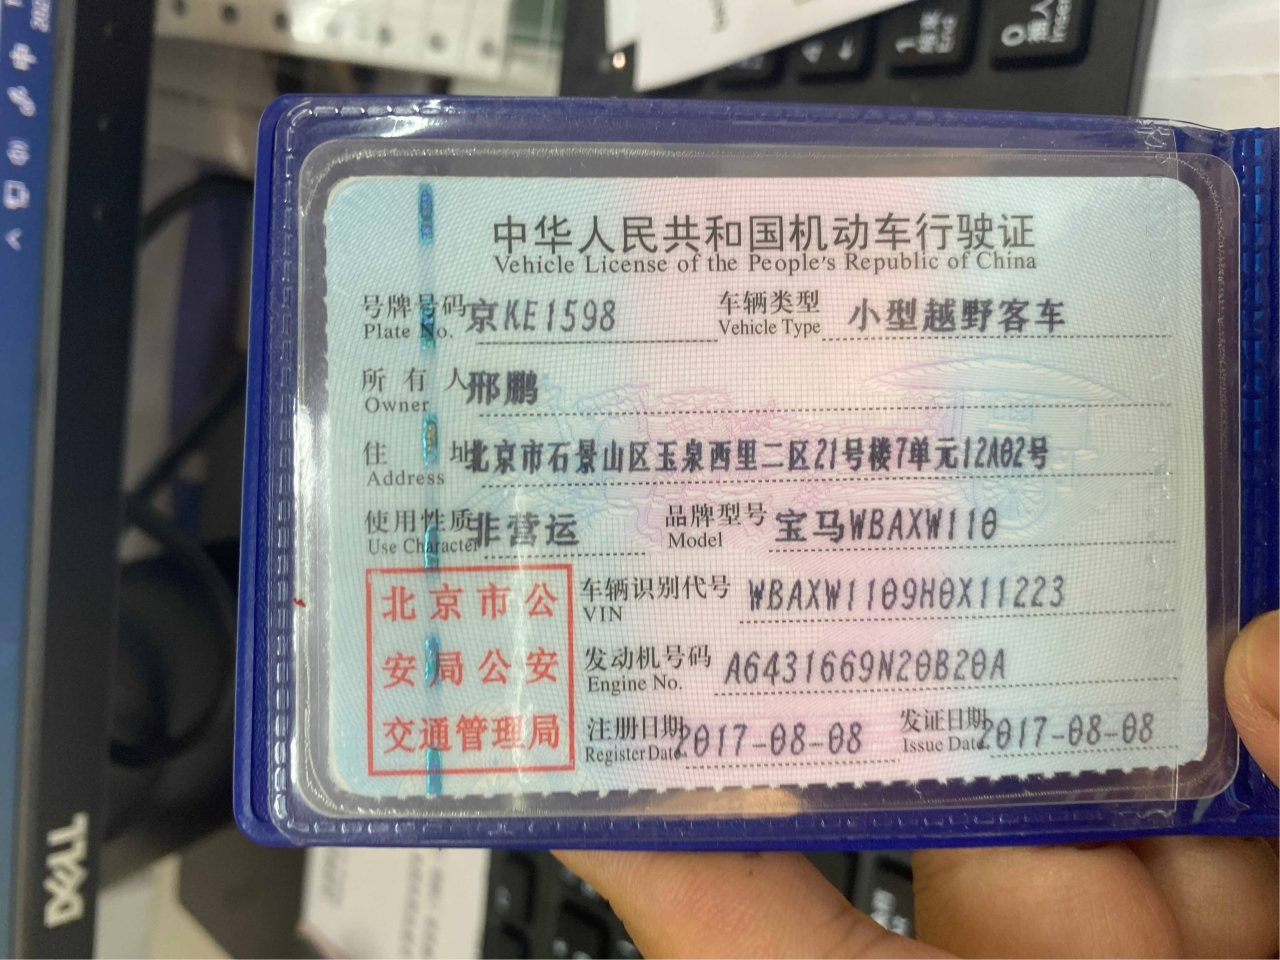 中华人民共和国机动车行驶证
Vehicle License of the People's Republic of China
号牌号码 京KE1598 车辆类型 小型越野客车
Plate No. Vehicle Type
所有人 邢鹏
Owner
住址 北京市石景山区玉泉西里二区21号楼7单元12A02号
Address
使用性质 非营运 品牌型号 宝马WBAXW110
Use Character Model
北京市公
安局公安
交通管理局
车辆识别代号 WBAXW1109H0X11223
VIN
发动机号码 A6431669N20B20A
Engine No.
注册日期 2017-08-08 发证日期 2017-08-08
Register Date Issue Date
DELL
中
1
End
0
Insert